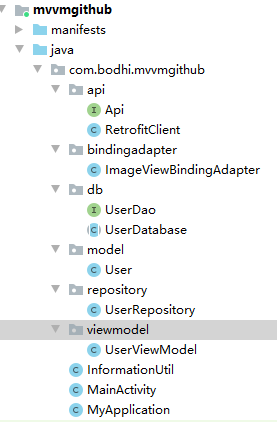 mvvmgithub
manifests
java
com.bodhi.mvvmgithub
api
I Api
C RetrofitClient
bindingadapter
C ImageViewBindingAdapter
db
I UserDao
C UserDatabase
model
C User
repository
C UserRepository
viewmodel
C UserViewModel
C InformationUtil
C MainActivity
C MyApplication